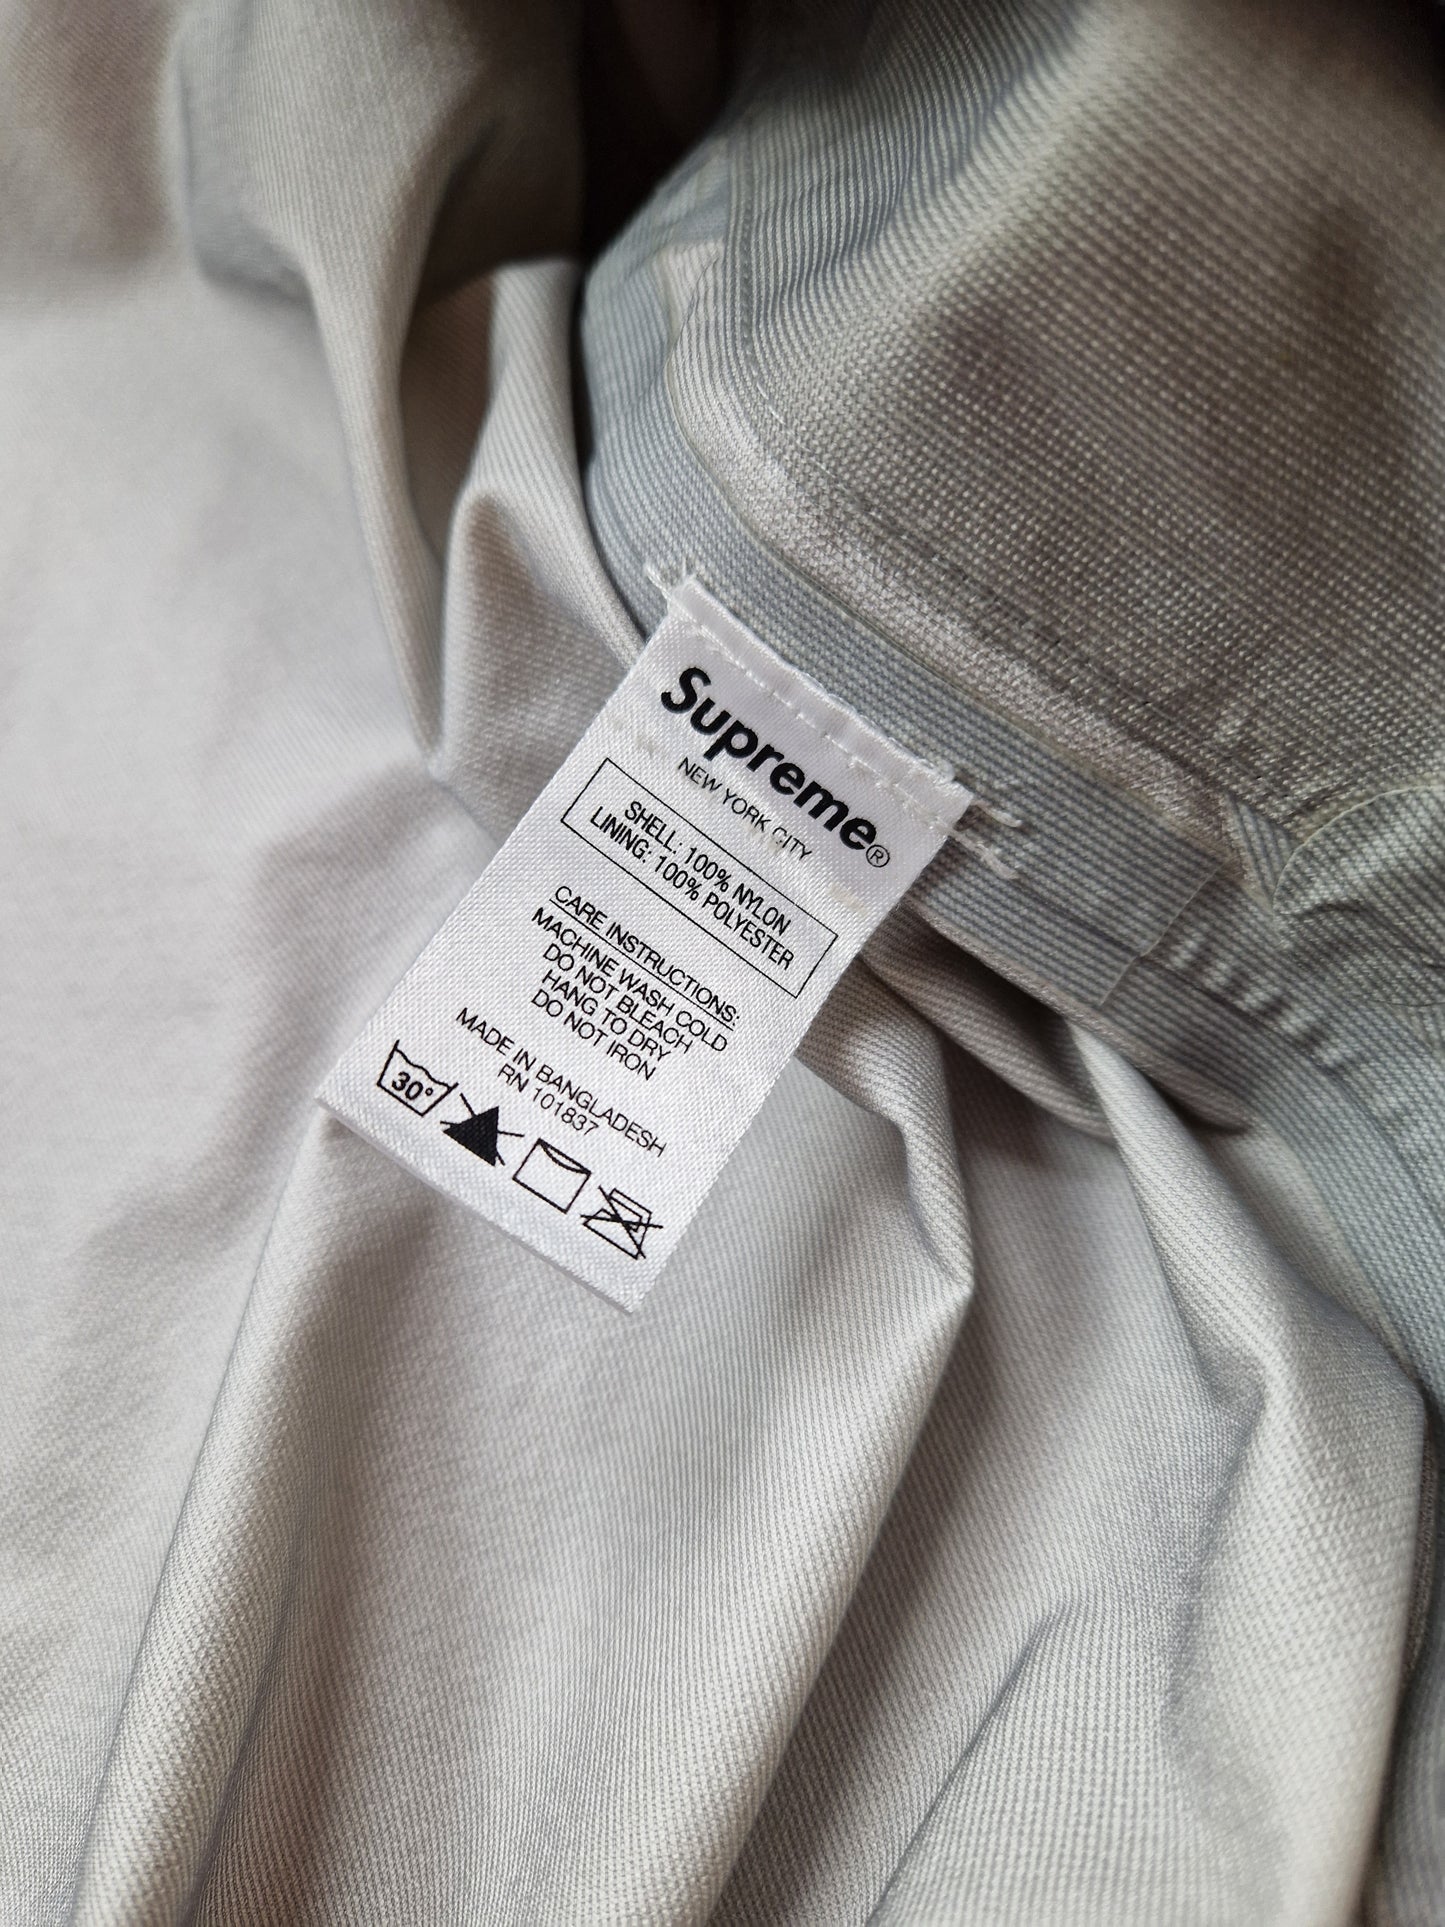 Supreme®
NEW YORK CITY
SHELL: 100% NYLON
LINING: 100% POLYESTER
CARE INSTRUCTIONS:
MACHINE WASH COLD
DO NOT BLEACH
HANG TO DRY
DO NOT IRON
MADE IN BANGLADESH
RN 101837
30°